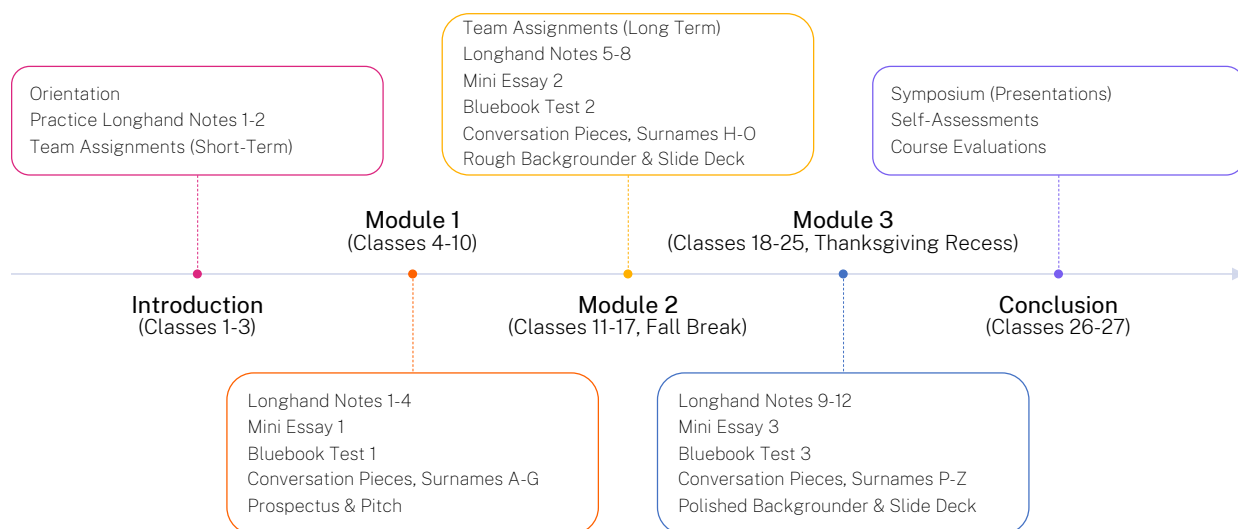 Team Assignments (Long Term)
Longhand Notes 5-8
Mini Essay 2
Bluebook Test 2
Conversation Pieces, Surnames H-O
Rough Backgrounder & Slide Deck
Orientation
Practice Longhand Notes 1-2
Team Assignments (Short-Term)
Symposium (Presentations)
Self-Assessments
Course Evaluations
Module 1
(Classes 4-10)
Module 3
(Classes 18-25, Thanksgiving Recess)
Introduction
(Classes 1-3)
Module 2
(Classes 11-17, Fall Break)
Conclusion
(Classes 26-27)
Longhand Notes 1-4
Mini Essay 1
Bluebook Test 1
Conversation Pieces, Surnames A-G
Prospectus & Pitch
Longhand Notes 9-12
Mini Essay 3
Bluebook Test 3
Conversation Pieces, Surnames P-Z
Polished Backgrounder & Slide Deck